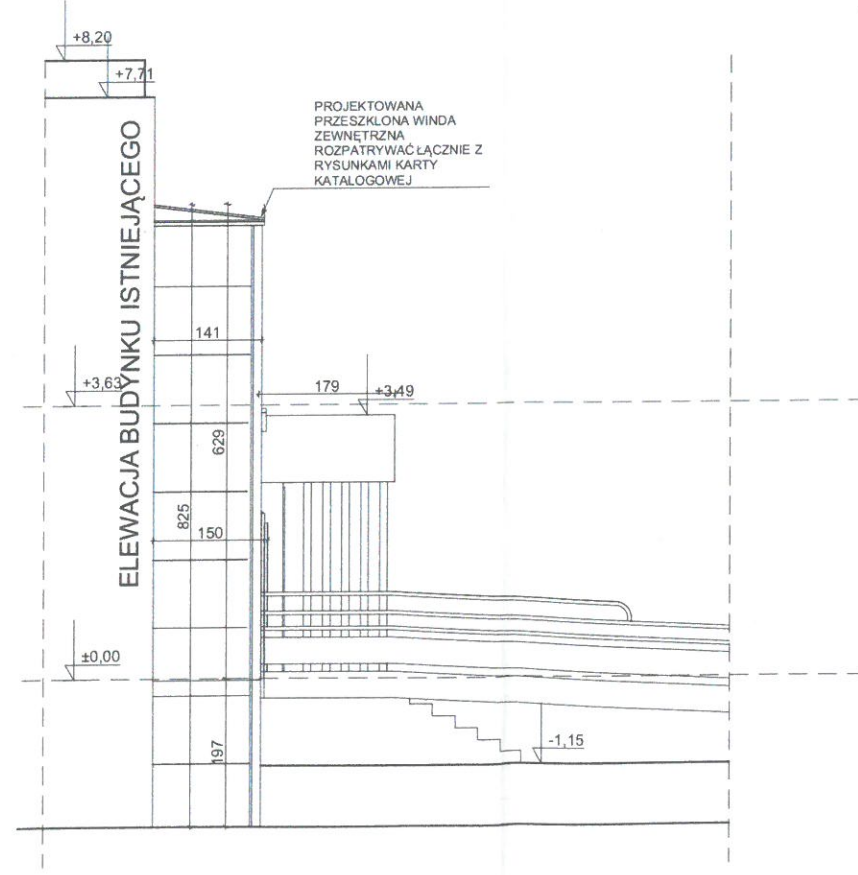 +8,20
+7,71
PROJEKTOWANA
PRZESZKLONA WINDA
ZEWNĘTRZNA
ROZPATRYWAĆ ŁĄCZNIE Z
RYSUNKAMI KARTY
KATALOGOWEJ
ELEWACJA BUDYNKU ISTNIEJĄCEGO
141
+3,63
179
+3,49
629
825
150
±0,00
197
-1,15